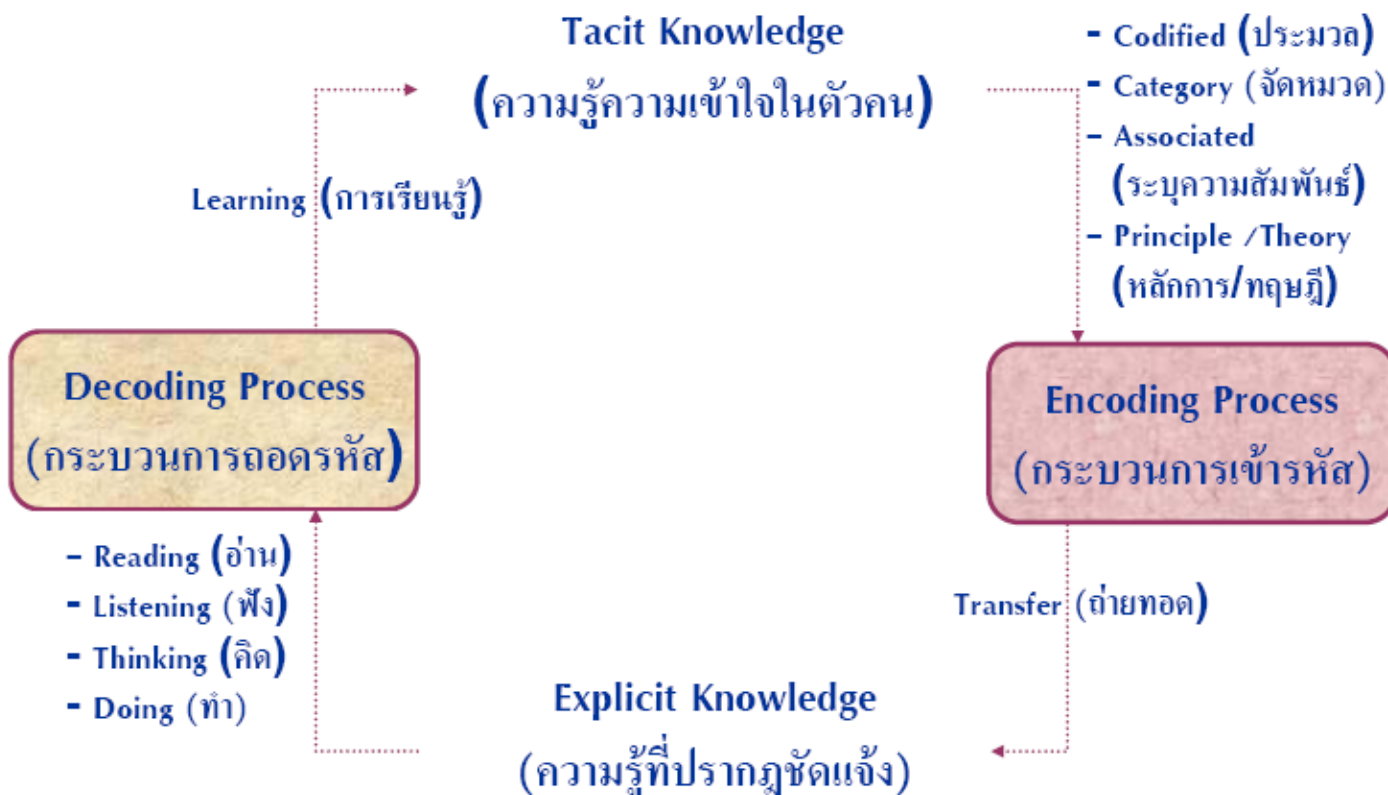 Tacit Knowledge
(ความรู้ความเข้าใจในตัวคน)
- Codified (ประมวล)
- Category (จัดหมวด)
- Associated
(ระบุความสัมพันธ์)
- Principle /Theory
(หลักการ/ทฤษฎี)
Learning (การเรียนรู้)
Decoding Process
(กระบวนการถอดรหัส)
Encoding Process
(กระบวนการเข้ารหัส)
- Reading (อ่าน)
- Listening (ฟัง)
- Thinking (คิด)
- Doing (ทำ)
Transfer (ถ่ายทอด)
Explicit Knowledge
(ความรู้ที่ปรากฎชัดแจ้ง)